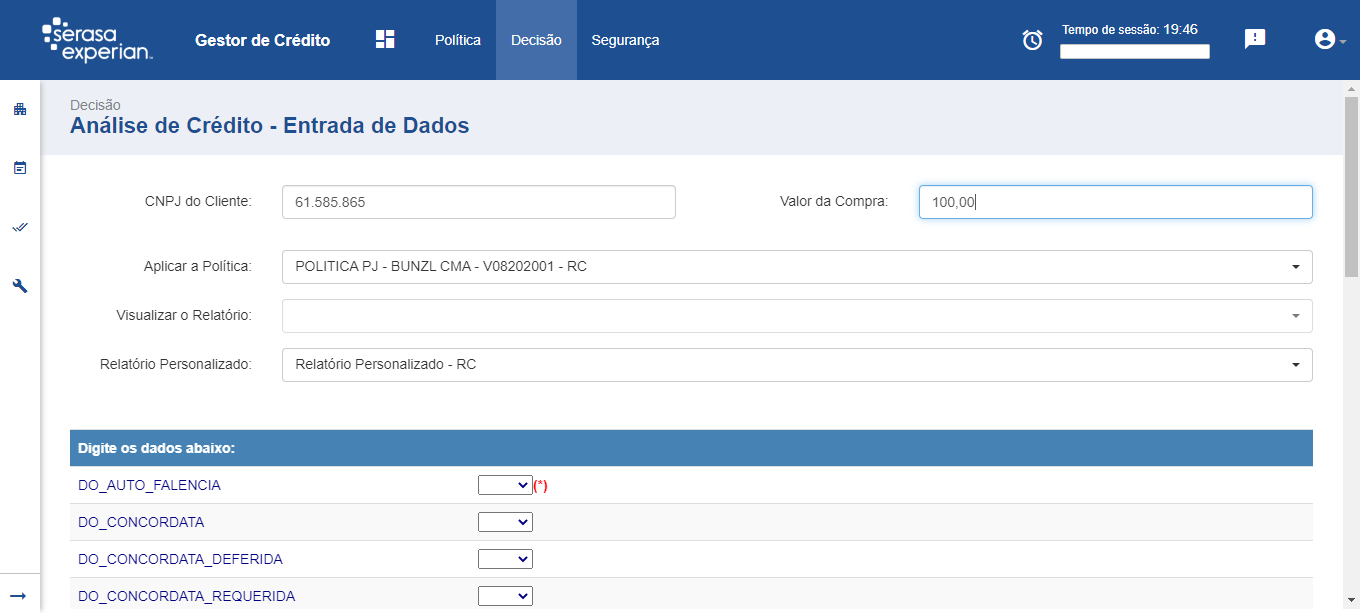 serasa experian.
Gestor de Crédito
Política
Decisão
Segurança
Tempo de sessão: 19:46
Decisão
Análise de Crédito - Entrada de Dados
CNPJ do Cliente: 61.585.865
Valor da Compra: 100,00
Aplicar a Política: POLITICA PJ - BUNZL CMA - V08202001 - RC
Visualizar o Relatório:
Relatório Personalizado: Relatório Personalizado - RC
Digite os dados abaixo:
DO_AUTO_FALENCIA (*)
DO_CONCORDATA
DO_CONCORDATA_DEFERIDA
DO_CONCORDATA_REQUERIDA